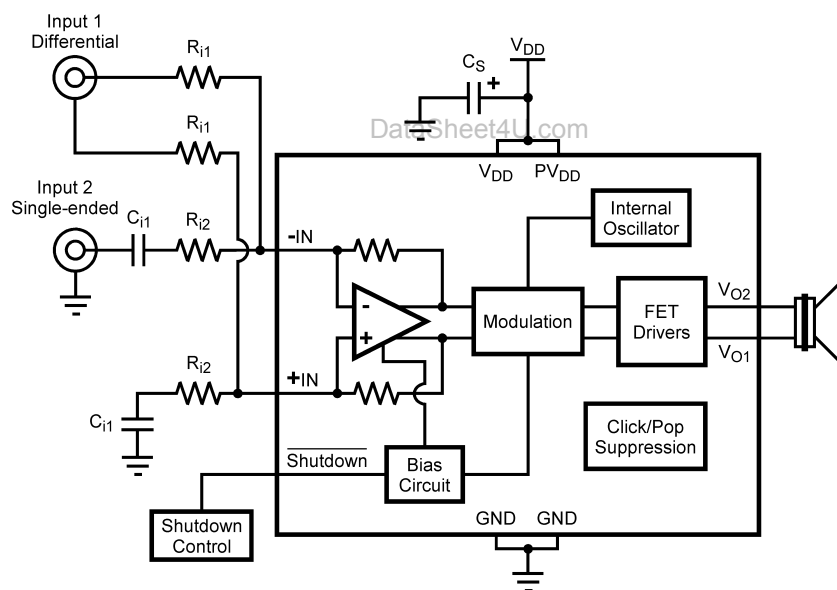 Input 1
Differential
Ri1
Ri1
CS
+
VDD
DataSheet4U.com
VDD
PVDD
Input 2
Single-ended
Ci1
Ri2
-IN
Internal
Oscillator
-
+
Modulation
FET
Drivers
VO2
VO1
Ri2
+IN
Ci1
Click/Pop
Suppression
Shutdown
Bias
Circuit
Shutdown
Control
GND
GND